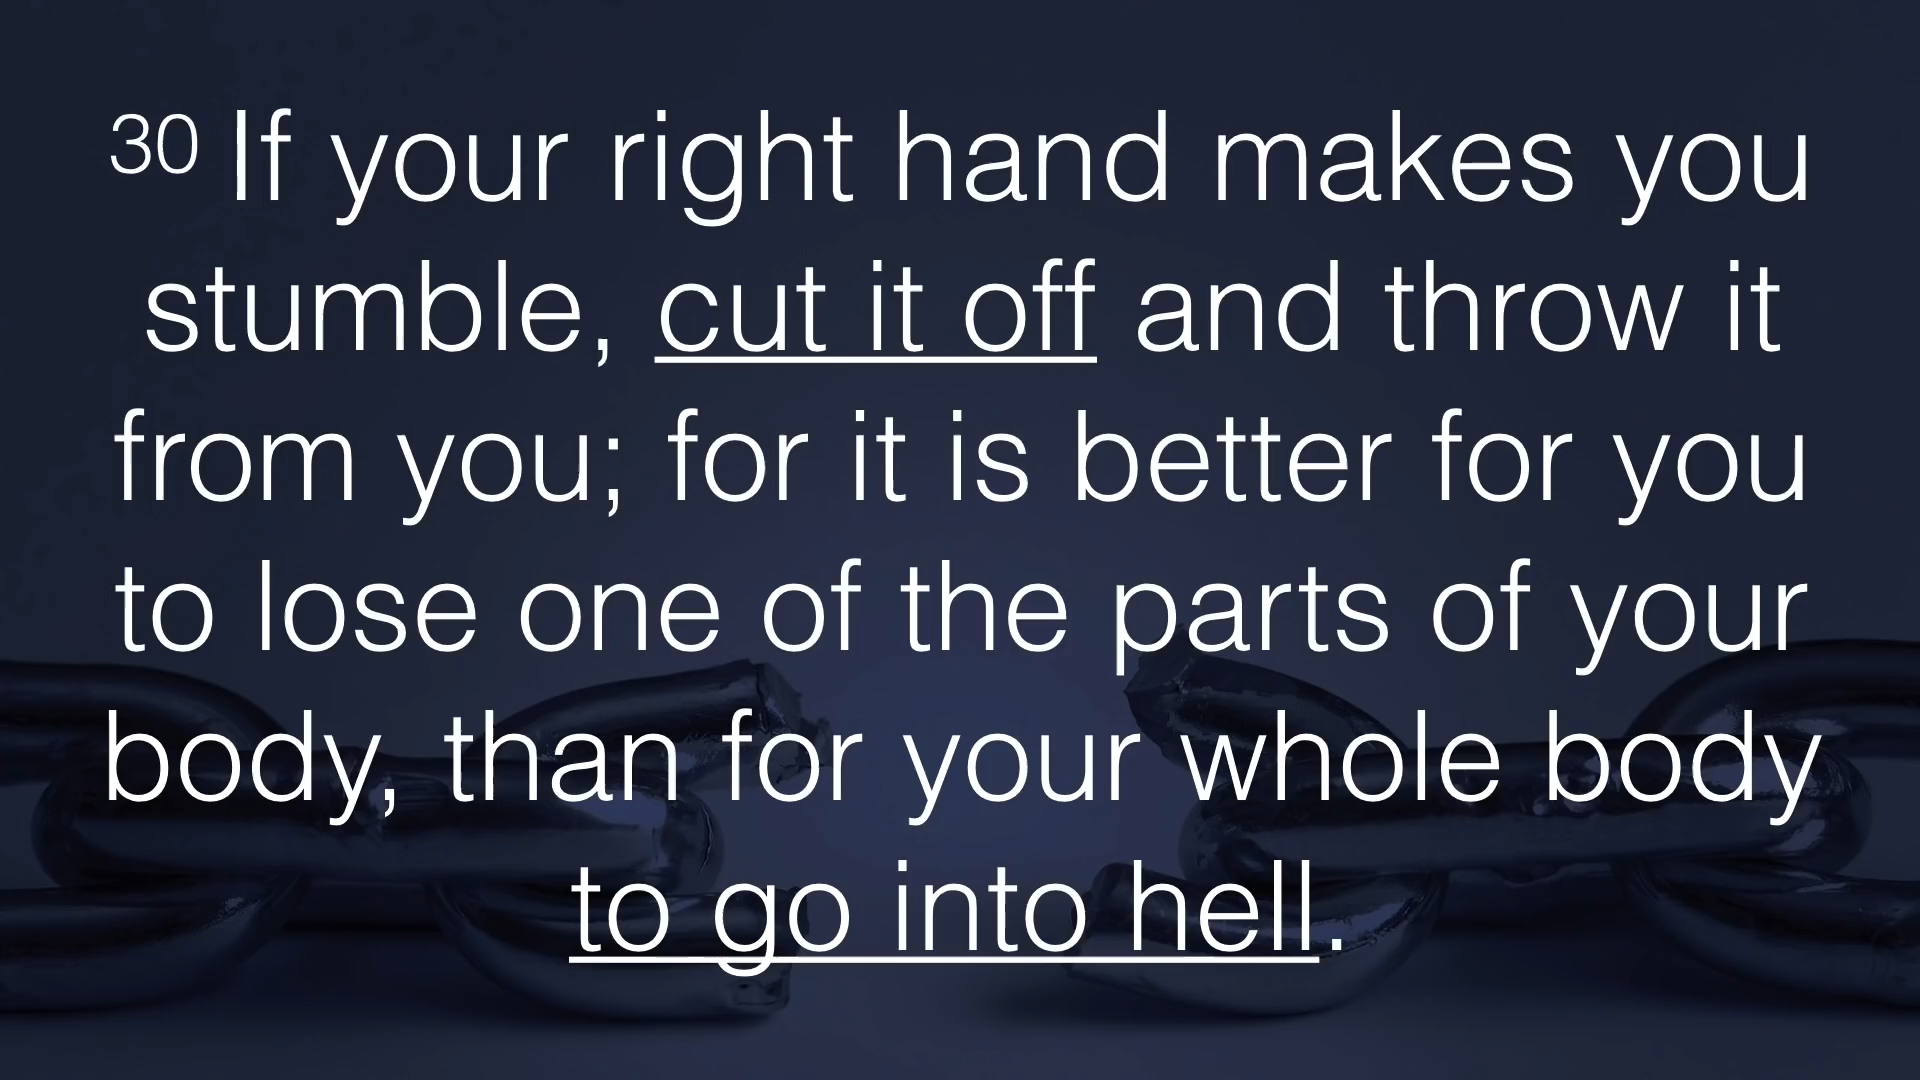 30 If your right hand makes you
stumble, cut it off and throw it
from you; for it is better for you
to lose one of the parts of your
body, than for your whole body
to go into hell.